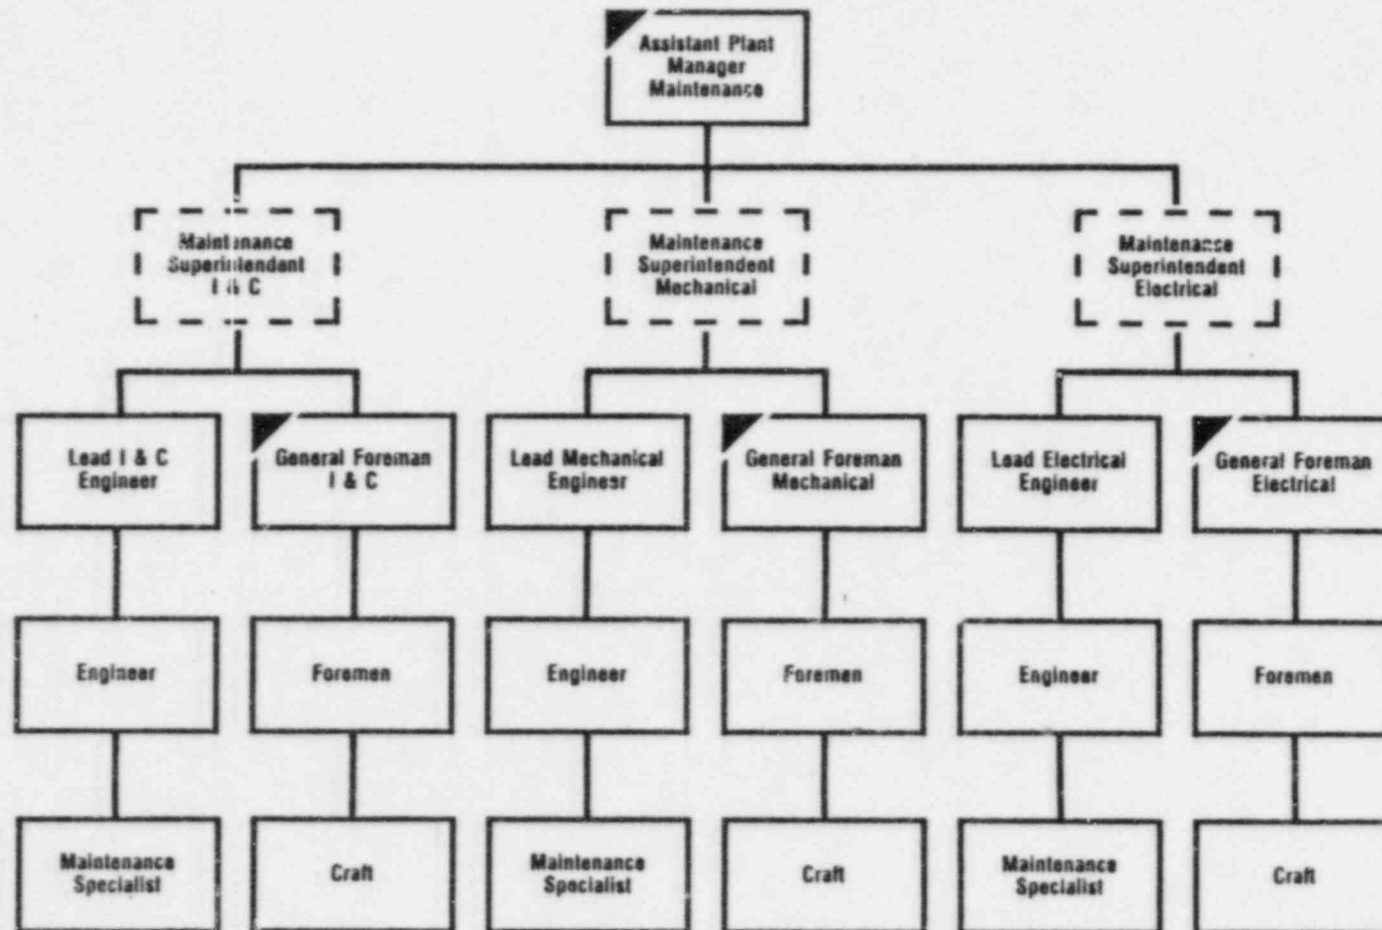 Assistant Plant
Manager
Maintenance
Maintenance
Superintendant
I & C
Maintenance
Superintendent
Mechanical
Maintenance
Superintendent
Electrical
Lead I & C
Engineer
General Foreman
I & C
Lead Mechanical
Engineer
General Foreman
Mechanical
Lead Electrical
Engineer
General Foreman
Electrical
Engineer
Foremen
Engineer
Foremen
Engineer
Foremen
Maintenance
Specialist
Craft
Maintenance
Specialist
Craft
Maintenance
Specialist
Craft